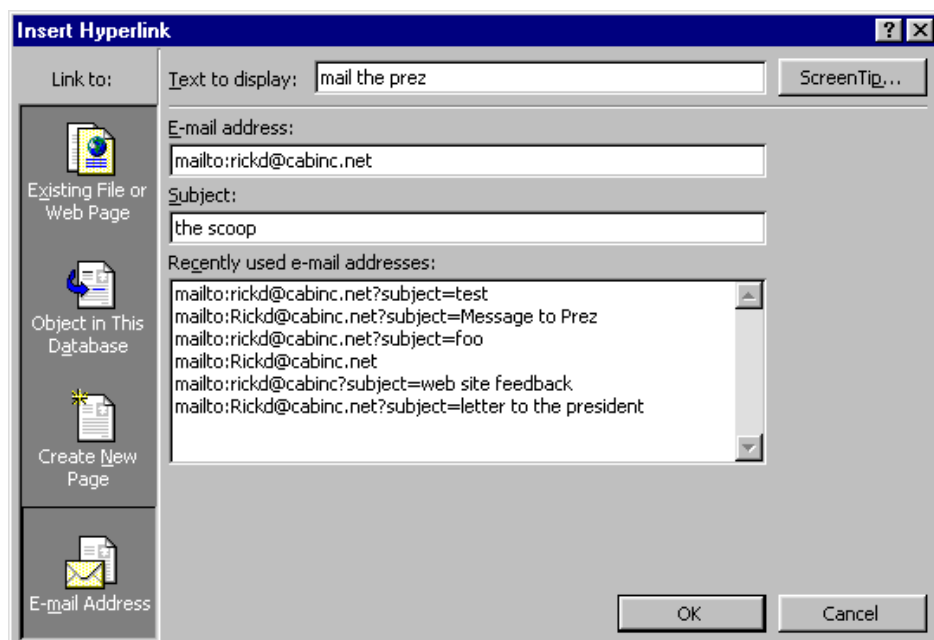 Insert Hyperlink
Link to:
Text to display:
mail the prez
ScreenTip...
Existing File or
Web Page
Object in This
Database
Create New
Page
E-mail Address
E-mail address:
mailto:rickd@cabinc.net
Subject:
the scoop
Recently used e-mail addresses:
mailto:rickd@cabinc.net?subject=test
mailto:Rickd@cabinc.net?subject=Message to Prez
mailto:rickd@cabinc.net?subject=foo
mailto:Rickd@cabinc.net
mailto:rickd@cabinc?subject=web site feedback
mailto:Rickd@cabinc.net?subject=letter to the president
OK
Cancel